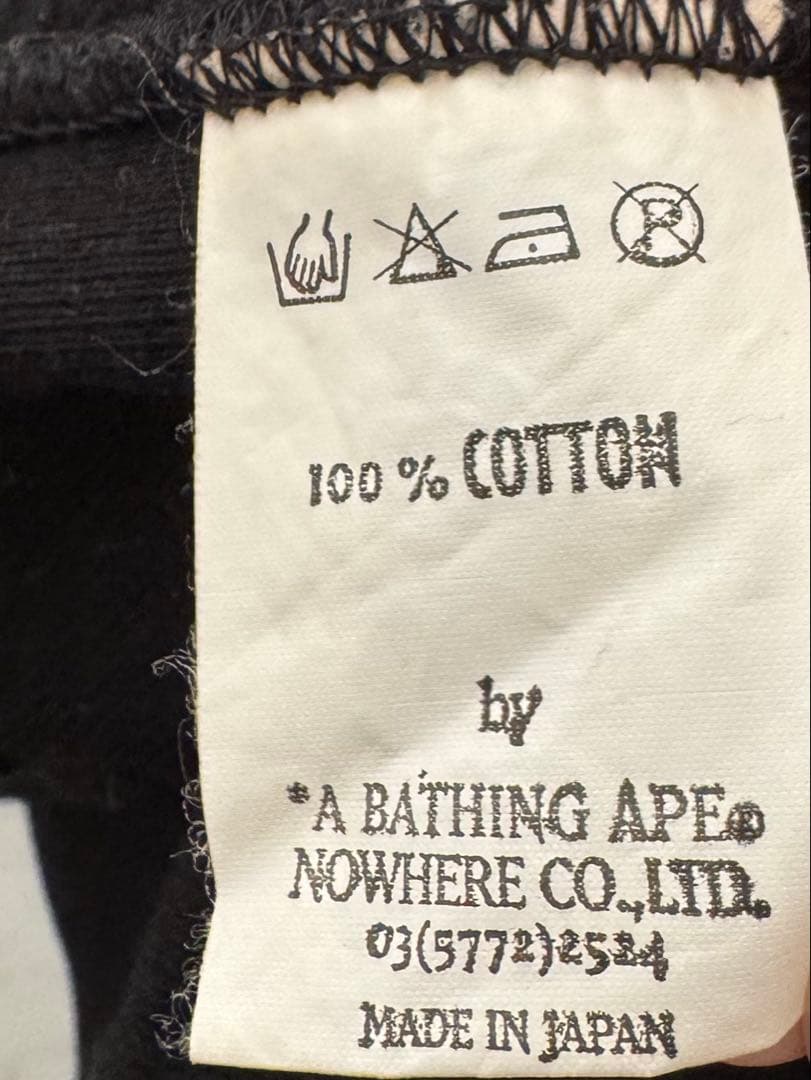 P
100 % COTTON
by
*A BATHING APE®
NOWHERE CO.,LTD.
03(5772)2524
MADE IN JAPAN